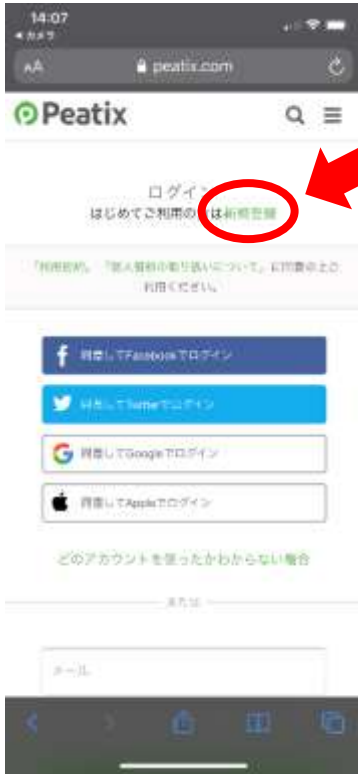 14:07
◀カメラ
AA peatix.com
Peatix
ログイン
はじめてご利用の方は新規登録
「利用規約」「個人情報の取り扱いについて」に同意の上ご
利用ください。
同意してFacebookでログイン
同意してTwitterでログイン
同意してGoogleでログイン
同意してAppleでログイン
どのアカウントを使ったかわからない場合
または
メール